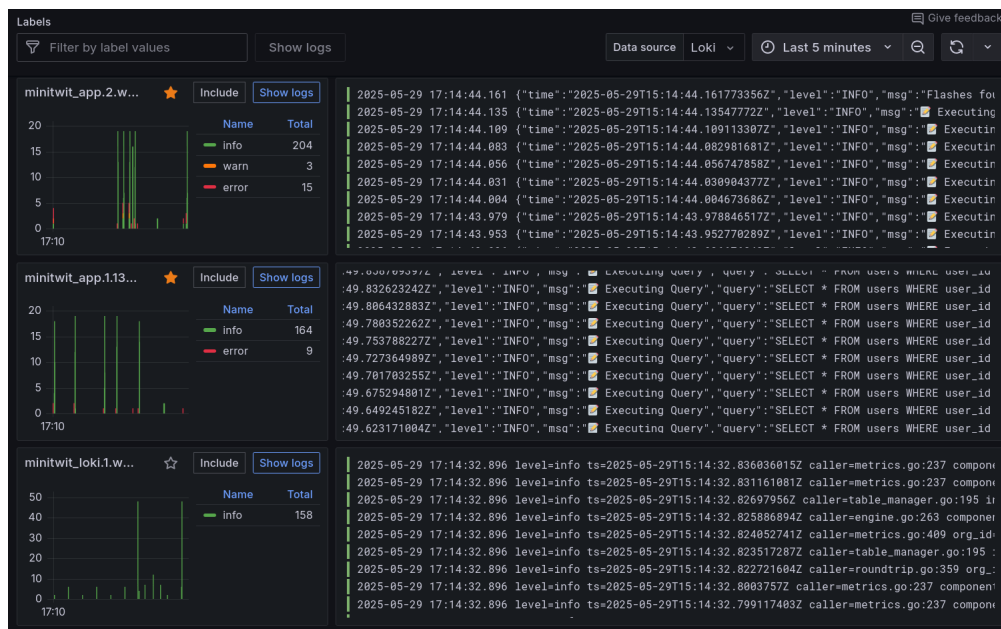 Labels
Give feedback
Filter by label values
Show logs
Data source Loki
Last 5 minutes
minitwit_app.2.w...
Include Show logs
Name Total
info 204
warn 3
error 15
20
15
10
5
0
17:10
2025-05-29 17:14:44.161 {"time":"2025-05-29T15:14:44.161773356Z","level":"INFO","msg":"Flashes fou
2025-05-29 17:14:44.135 {"time":"2025-05-29T15:14:44.13547772Z","level":"INFO","msg":"📝 Executing
2025-05-29 17:14:44.109 {"time":"2025-05-29T15:14:44.109113307Z","level":"INFO","msg":"📝 Executin
2025-05-29 17:14:44.083 {"time":"2025-05-29T15:14:44.082981681Z","level":"INFO","msg":"📝 Executin
2025-05-29 17:14:44.056 {"time":"2025-05-29T15:14:44.056747858Z","level":"INFO","msg":"📝 Executin
2025-05-29 17:14:44.031 {"time":"2025-05-29T15:14:44.030904377Z","level":"INFO","msg":"📝 Executin
2025-05-29 17:14:44.004 {"time":"2025-05-29T15:14:44.004673686Z","level":"INFO","msg":"📝 Executin
2025-05-29 17:14:43.979 {"time":"2025-05-29T15:14:43.978846517Z","level":"INFO","msg":"📝 Executin
2025-05-29 17:14:43.953 {"time":"2025-05-29T15:14:43.952770289Z","level":"INFO","msg":"📝 Executin
minitwit_app.1.13...
Include Show logs
Name Total
info 164
error 9
20
15
10
5
0
17:10
"level":"INFO","msg":"📝 Executing Query","query":"SELECT * FROM users WHERE user_id
:49.832623242Z","level":"INFO","msg":"📝 Executing Query","query":"SELECT * FROM users WHERE user_id
:49.806432883Z","level":"INFO","msg":"📝 Executing Query","query":"SELECT * FROM users WHERE user_id
:49.780352262Z","level":"INFO","msg":"📝 Executing Query","query":"SELECT * FROM users WHERE user_id
:49.753788227Z","level":"INFO","msg":"📝 Executing Query","query":"SELECT * FROM users WHERE user_id
:49.727364989Z","level":"INFO","msg":"📝 Executing Query","query":"SELECT * FROM users WHERE user_id
:49.701703255Z","level":"INFO","msg":"📝 Executing Query","query":"SELECT * FROM users WHERE user_id
:49.675294801Z","level":"INFO","msg":"📝 Executing Query","query":"SELECT * FROM users WHERE user_id
:49.649245182Z","level":"INFO","msg":"📝 Executing Query","query":"SELECT * FROM users WHERE user_id
:49.623171004Z","level":"INFO","msg":"📝 Executing Query","query":"SELECT * FROM users WHERE user_id
minitwit_loki.1.w...
Include Show logs
Name Total
info 158
50
40
30
20
10
0
17:10
2025-05-29 17:14:32.896 level=info ts=2025-05-29T15:14:32.836036015Z caller=metrics.go:237 compone
2025-05-29 17:14:32.896 level=info ts=2025-05-29T15:14:32.831161081Z caller=metrics.go:237 compone
2025-05-29 17:14:32.896 level=info ts=2025-05-29T15:14:32.82697956Z caller=table_manager.go:195 in
2025-05-29 17:14:32.896 level=info ts=2025-05-29T15:14:32.825886894Z caller=engine.go:263 componen
2025-05-29 17:14:32.896 level=info ts=2025-05-29T15:14:32.824052741Z caller=metrics.go:409 org_id=
2025-05-29 17:14:32.896 level=info ts=2025-05-29T15:14:32.823517287Z caller=table_manager.go:195 i
2025-05-29 17:14:32.896 level=info ts=2025-05-29T15:14:32.822721604Z caller=roundtrip.go:359 org_i
2025-05-29 17:14:32.896 level=info ts=2025-05-29T15:14:32.8003757Z caller=metrics.go:237 component
2025-05-29 17:14:32.896 level=info ts=2025-05-29T15:14:32.799117403Z caller=metrics.go:237 compone